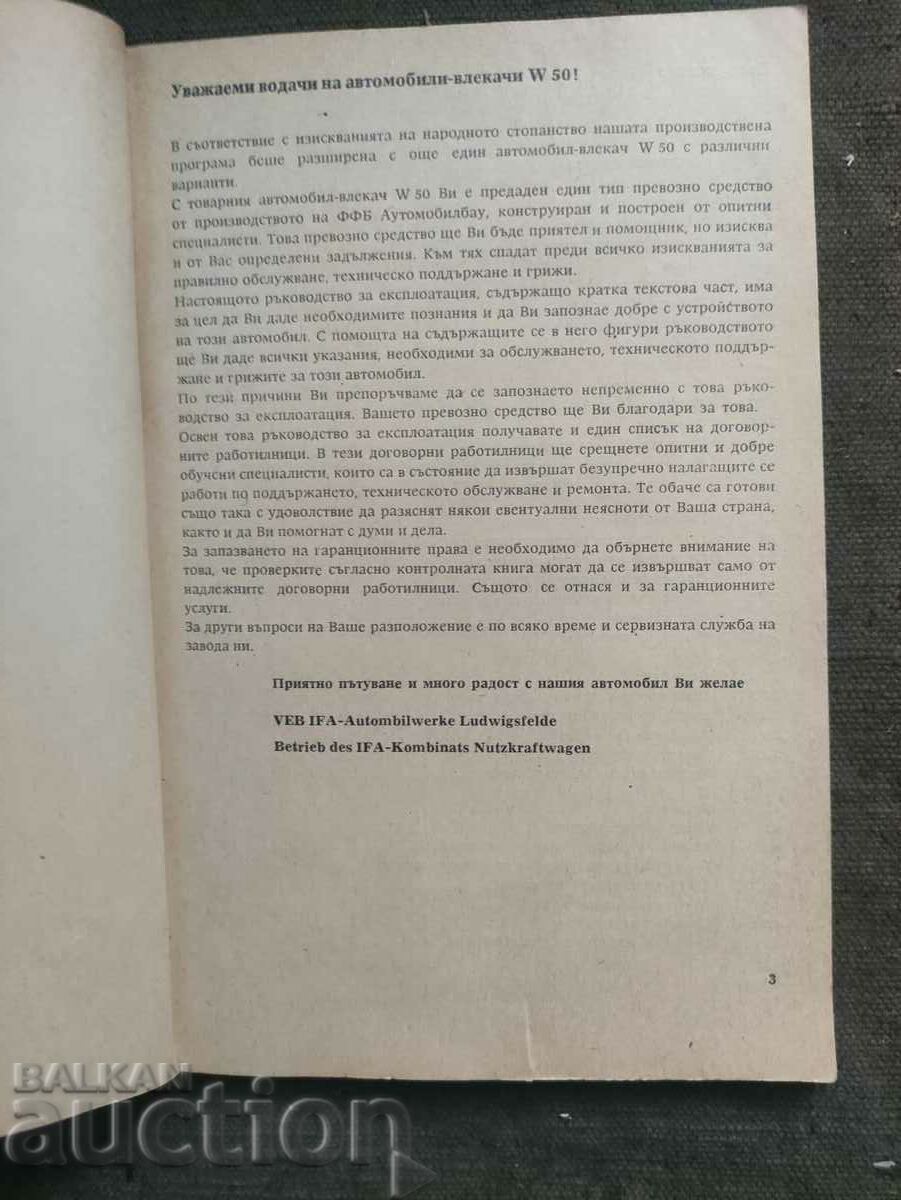 Уважаеми водачи на автомобили-влекачи W 50!
В съответствие с изискванията на народното стопанство нашата производствена
програма беше разширена с още един автомобил-влекач W 50 с различни
варианти.
С товарния автомобил-влекач W 50 Ви е предаден един тип превозно средство
от производството на ФФБ Аутомобилбау, конструиран и построен от опитни
специалисти. Това превозно средство ще Ви бъде приятел и помощник, но изисква
и от Вас определени задължения. Към тях спадат преди всичко изискванията за
правилно обслужване, техническо поддържане и грижи.
Настоящото ръководство за експлоатация, съдържащо кратка текстова част, има
за цел да Ви даде необходимите познания и да Ви запознае добре с устройството
на този автомобил. С помощта на съдържащите се в него фигури ръководството
ще Ви даде всички указания, необходими за обслужването, техническото поддър-
жане и грижите за този автомобил.
По тези причини Ви препоръчваме да се запознаето непременно с това ръко-
водство за експлоатация. Вашето превозно средство ще Ви благодари за това.
Освен това ръководство за експлоатация получавате и един списък на договор-
ните работилници. В тези договорни работилници ще срещнете опитни и добре
обучсни специалисти, които са в състояние да извършат безупречно налагащите се
работи по поддържането, техническото обслужване и ремонта. Те обаче са готови
също така с удоволствие да разяснят някои евентуални неясноти от Ваша страна,
както и да Ви помогнат с думи и дела.
За запазването на гаранционните права е необходимо да обърнете внимание на
това, че проверките съгласно контролната книга могат да се извършват само от
надлежните договорни работилници. Същото се отнася и за гаранционните
услуги.
За други въпроси на Ваше разположение е по всяко време и сервизната служба на
завода ни.
Приятно пътуване и много радост с нашия автомобил Ви желае
VEB IFA-Autombilwerke Ludwigsfelde
Betrieb des IFA-Kombinats Nutzkraftwagen
3
BALKAN
auction